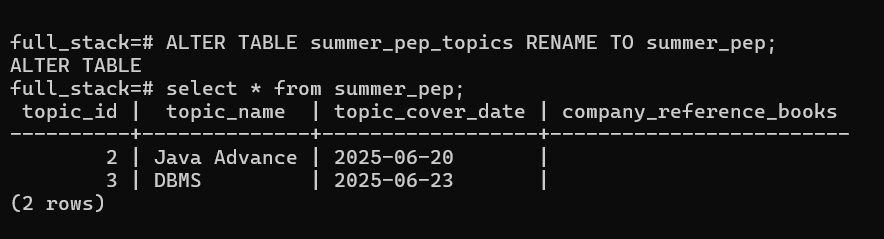 full_stack=# ALTER TABLE summer_pep_topics RENAME TO summer_pep;
ALTER TABLE
full_stack=# select * from summer_pep;
 topic_id |  topic_name  | topic_cover_date | company_reference_books
----------+--------------+------------------+-------------------------
        2 | Java Advance | 2025-06-20       |
        3 | DBMS         | 2025-06-23       |
(2 rows)